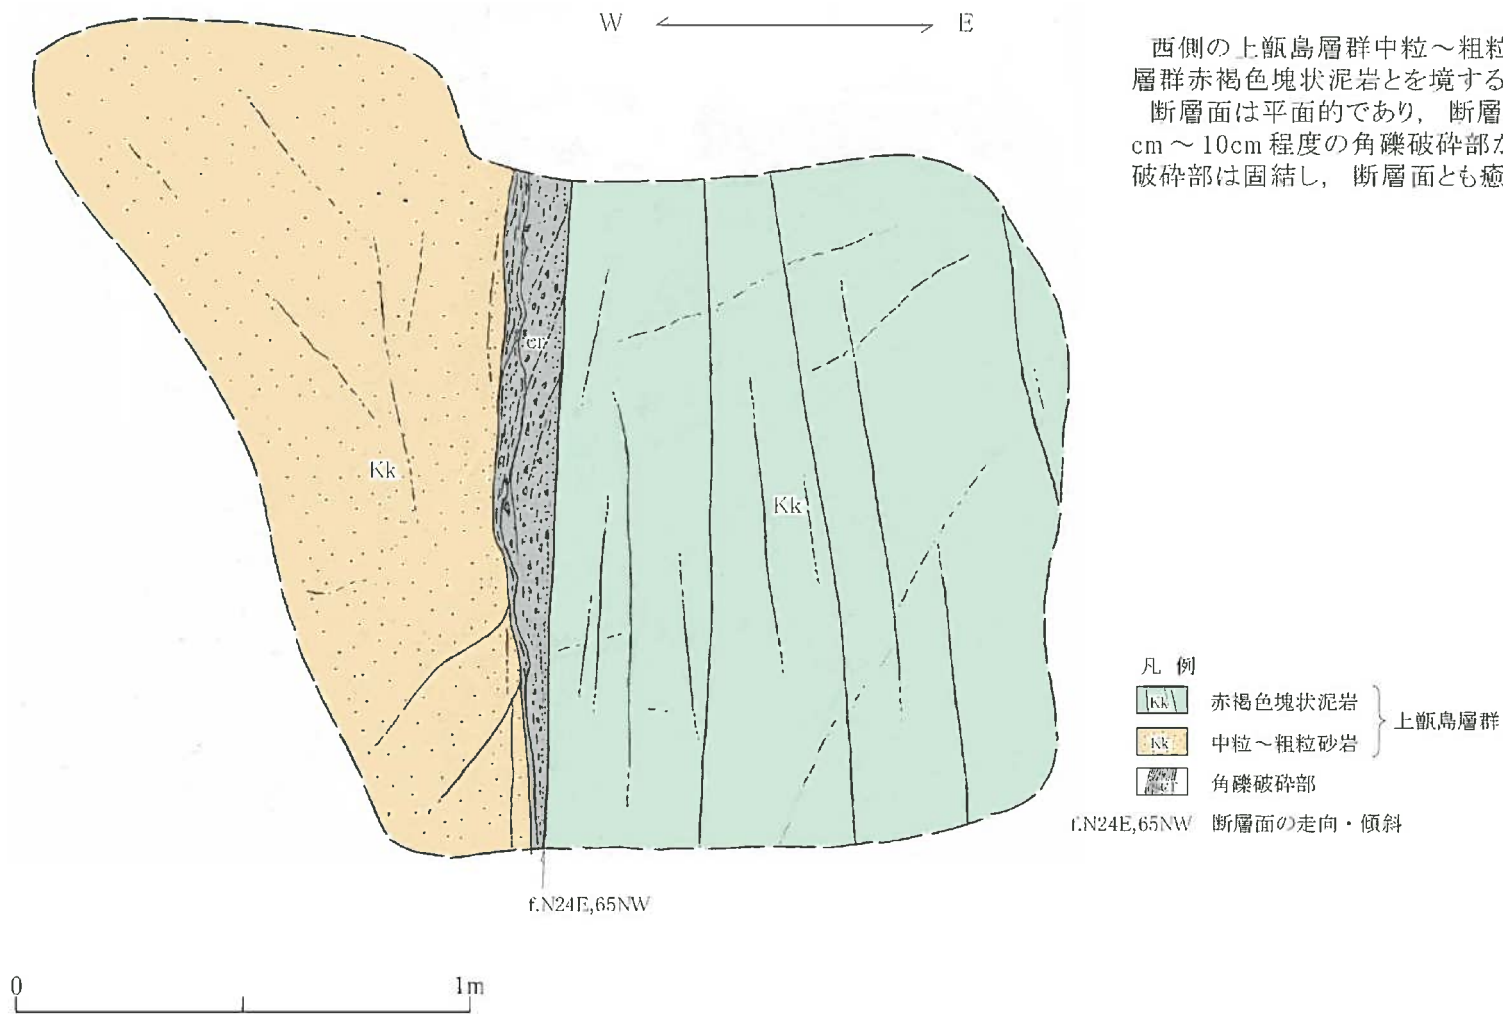 W E
西側の上甑島層群中粒～粗粒
層群赤褐色塊状泥岩とを境する
断層面は平面的であり，断層
cm～10cm程度の角礫破砕部が
破砕部は固結し，断層面とも癒
er
Kk
Kk
凡 例
Kk 赤褐色塊状泥岩
Kk 中粒～粗粒砂岩
上甑島層群
er 角礫破砕部
f.N24E,65NW 断層面の走向・傾斜
f.N24E,65NW
0 1m